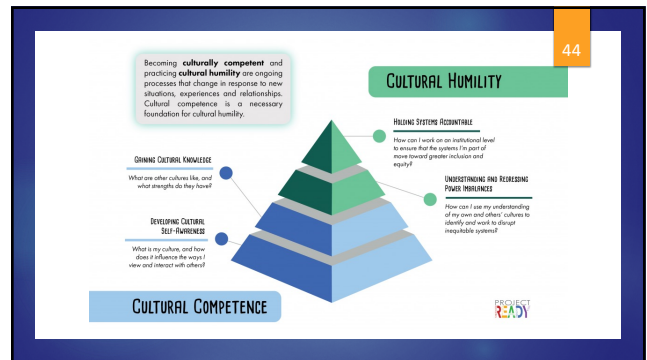 44
Becoming culturally competent and
practicing cultural humility are ongoing
processes that change in response to new
situations, experiences and relationships.
Cultural competence is a necessary
foundation for cultural humility.
CULTURAL HUMILITY
HOLDING SYSTEMS ACCOUNTABLE
How can I work on an institutional level
to ensure that the systems I'm part of
move toward greater inclusion and
equity?
GAINING CULTURAL KNOWLEDGE
What are other cultures like, and
what strengths do they have?
UNDERSTANDING AND REDRESSING
POWER IMBALANCES
How can I use my understanding
of my own and others' cultures to
identify and work to disrupt
inequitable systems?
DEVELOPING CULTURAL
SELF-AWARENESS
What is my culture, and how
does it influence the ways I
view and interact with others?
CULTURAL COMPETENCE
PROJECT
READY